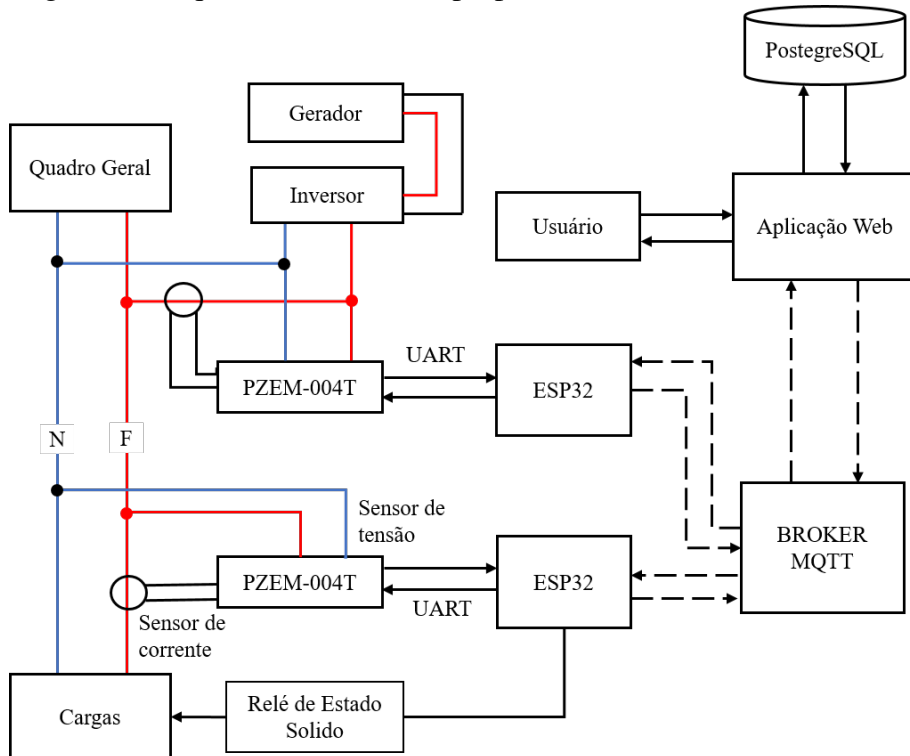 PostegreSQL
Gerador
Quadro Geral
Inversor
Usuário
Aplicação Web
UART
PZEM-004T
ESP32
N
F
Sensor de
tensão
BROKER
MQTT
PZEM-004T
ESP32
UART
Sensor de
corrente
Cargas
Relé de Estado
Solido